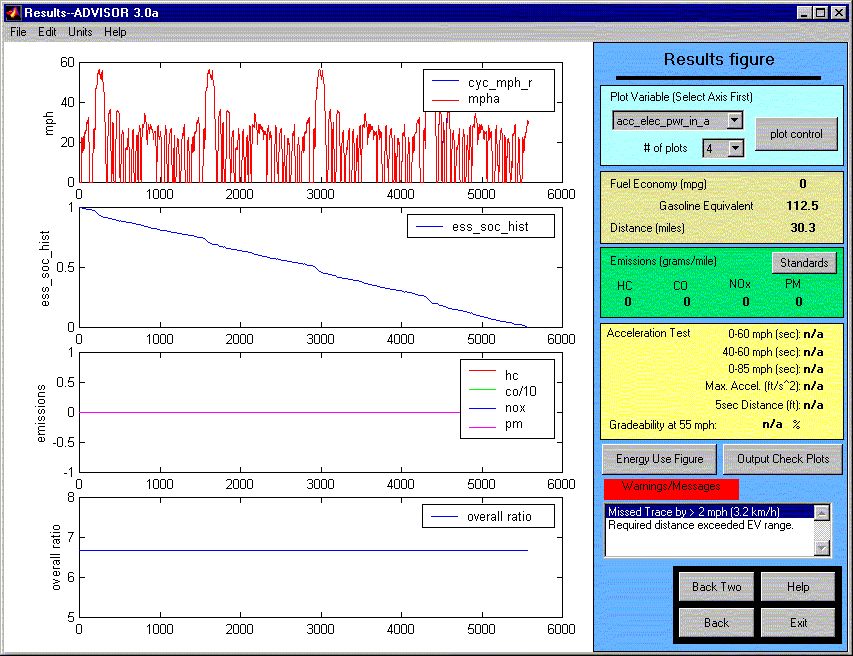 Results--ADVISOR 3.0a
File Edit Units Help
60
40
20
0
mph
cyc_mph_r
mpha
0 1000 2000 3000 4000 5000 6000
1
0.5
0
ess_soc_hist
ess_soc_hist
0 1000 2000 3000 4000 5000 6000
1
0.5
0
-0.5
-1
emissions
hc
co/10
nox
pm
0 1000 2000 3000 4000 5000 6000
8
7
6
5
overall ratio
overall ratio
0 1000 2000 3000 4000 5000 6000
Results figure
Plot Variable (Select Axis First)
acc_elec_pwr_in_a
# of plots 4
plot control
Fuel Economy (mpg) 0
Gasoline Equivalent 112.5
Distance (miles) 30.3
Emissions (grams/mile) Standards
HC CO NOx PM
0 0 0 0
Acceleration Test 0-60 mph (sec): n/a
40-60 mph (sec): n/a
0-85 mph (sec): n/a
Max. Accel. (ft/s^2): n/a
5sec Distance (ft): n/a
Gradeability at 55 mph: n/a %
Energy Use Figure Output Check Plots
Warnings/Messages
Missed Trace by > 2 mph (3.2 km/h)
Required distance exceeded EV range.
Back Two Help
Back Exit